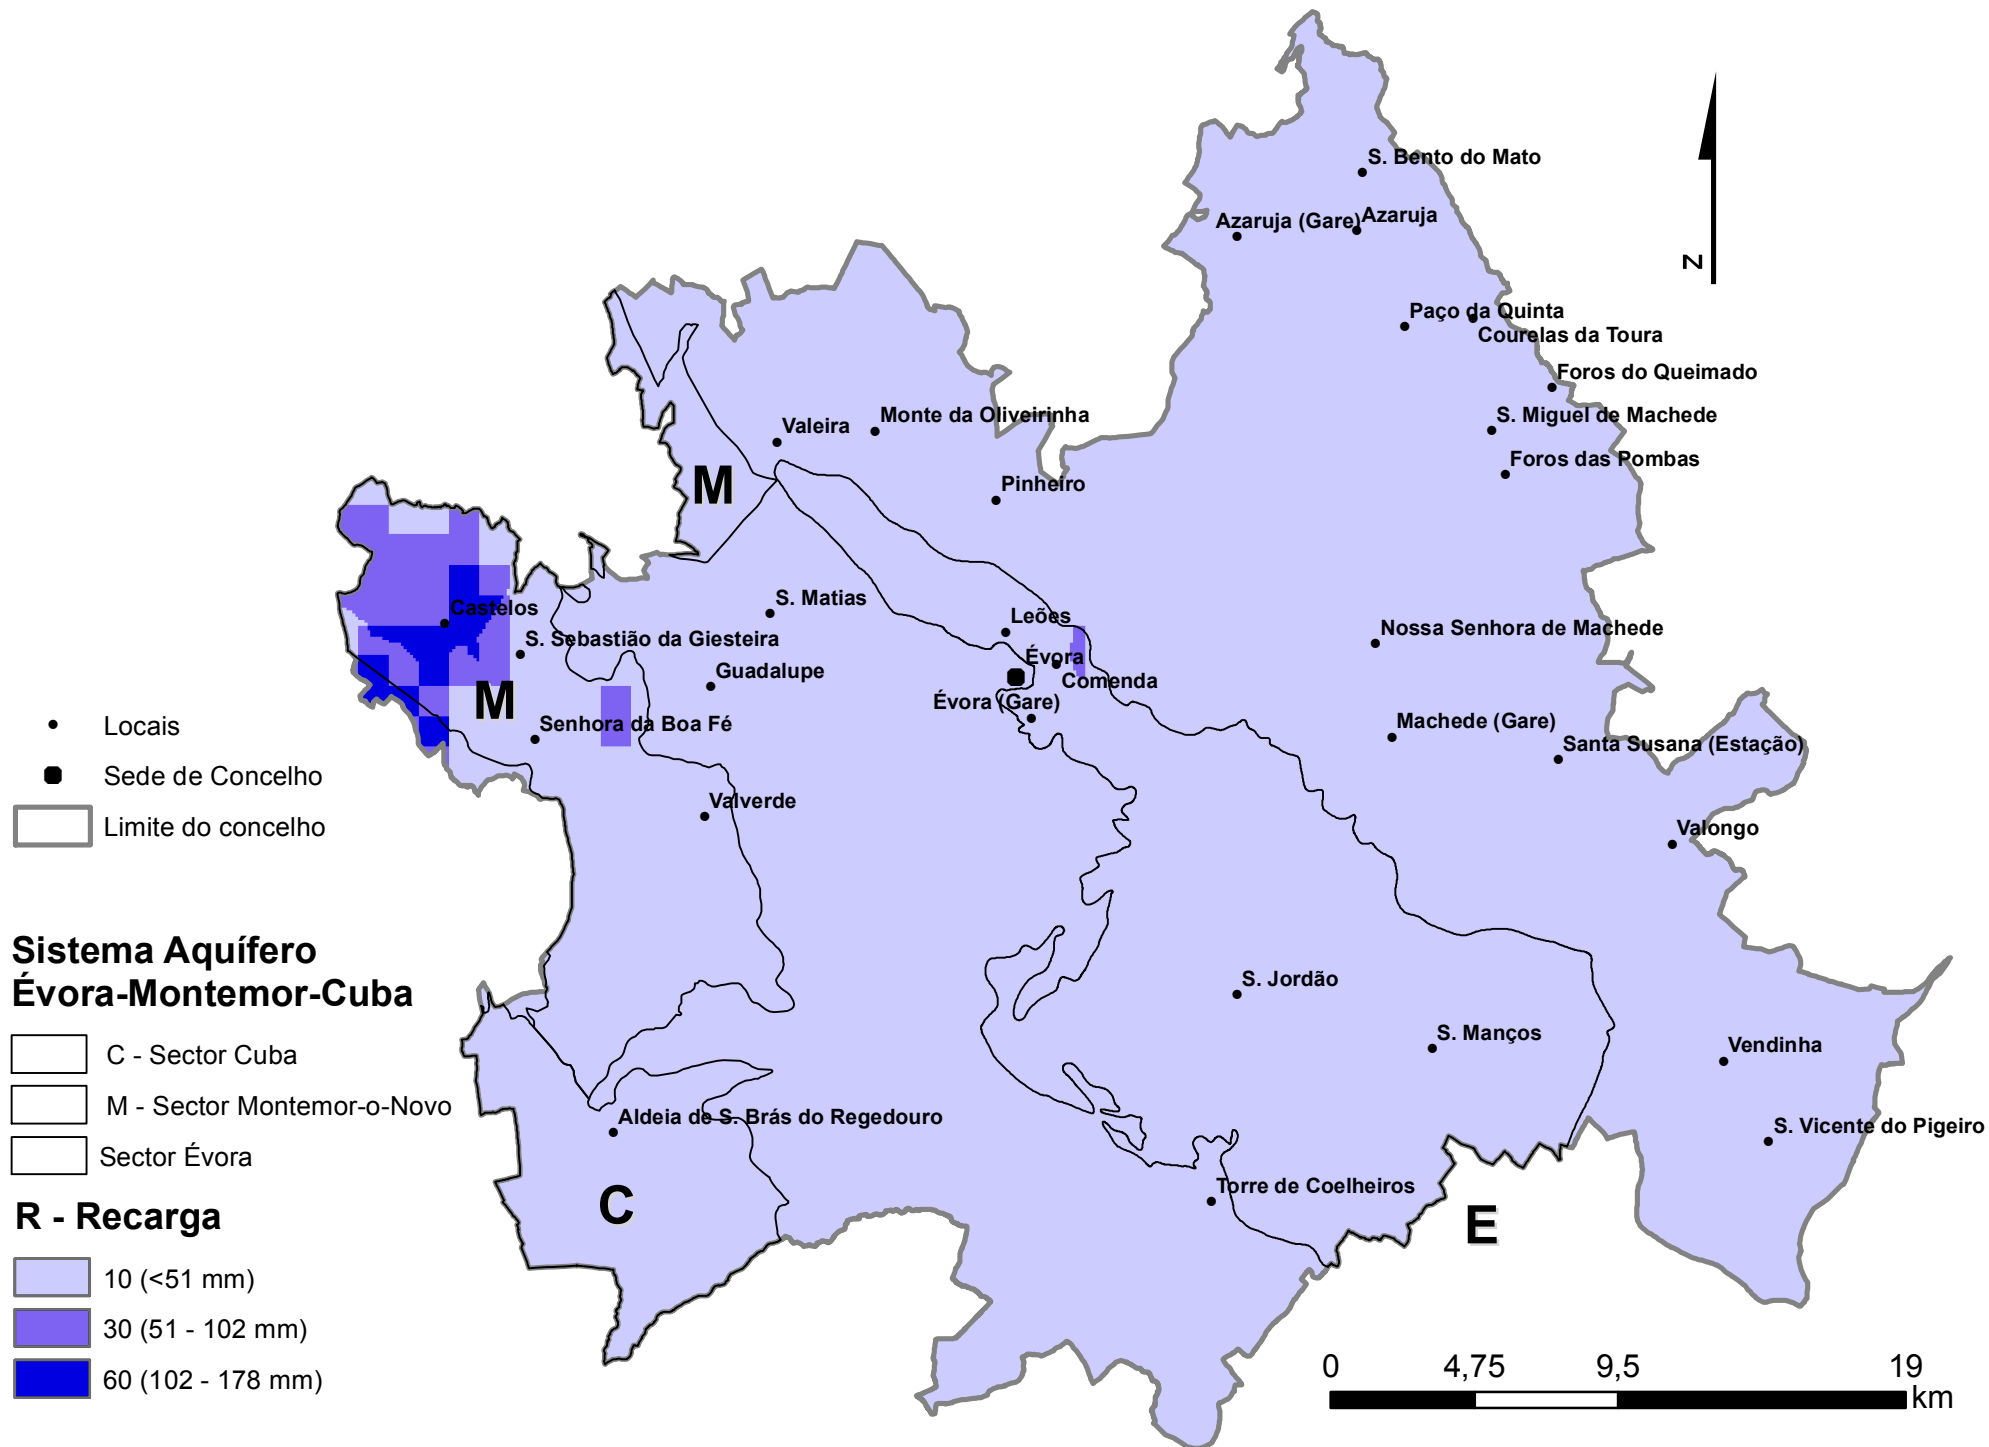 S. Bento do Mato
Azaruja (Gare)
Azaruja
N
Paço da Quinta
Courelas da Toura
Foros do Queimado
S. Miguel de Machede
Monte da Oliveirinha
Valeira
Foros das Pombas
M
Pinheiro
Castelos
S. Matias
Leões
Nossa Senhora de Machede
S. Sebastião da Giesteira
Évora
Guadalupe
Comenda
M
Évora (Gare)
Senhora da Boa Fé
Machede (Gare)
Santa Susana (Estação)
Valverde
Valongo
Locais
Sede de Concelho
Limite do concelho
S. Jordão
S. Manços
Vendinha
Aldeia de S. Brás do Regedouro
S. Vicente do Pigeiro
Torre de Coelheiros
C
E
Sistema Aquífero
Évora-Montemor-Cuba
C - Sector Cuba
M - Sector Montemor-o-Novo
Sector Évora
R - Recarga
10 (<51 mm)
30 (51 - 102 mm)
60 (102 - 178 mm)
0 4,75 9,5 19
km